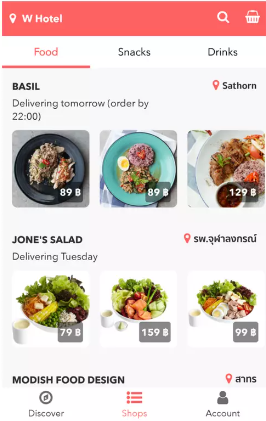 W Hotel
Food Snacks Drinks
BASIL Sathorn
Delivering tomorrow (order by
22:00)
89 ฿ 89 ฿ 129 ฿
JONE'S SALAD รพ.จุฬาลงกรณ์
Delivering Tuesday
79 ฿ 159 ฿ 99 ฿
MODISH FOOD DESIGN สาทร
Discover Shops Account